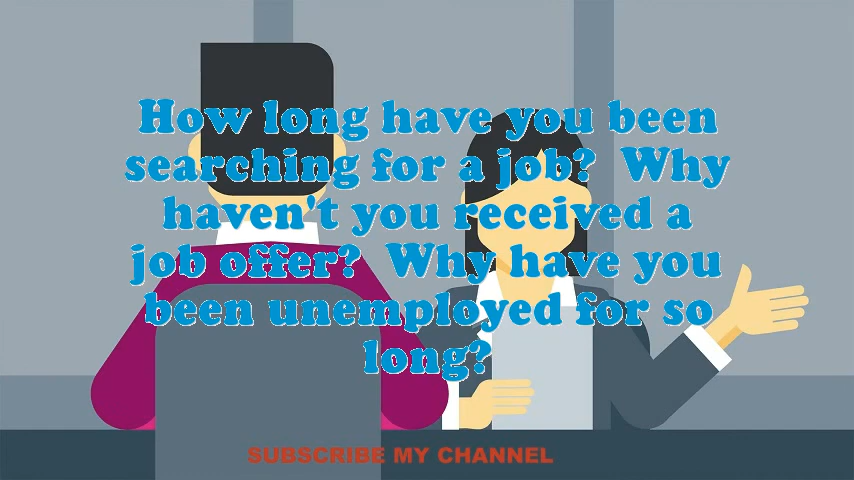 How long have you been
searching for a job?  Why
haven't you received a
job offer?  Why have you
been unemployed for so
long?
SUBSCRIBE MY CHANNEL